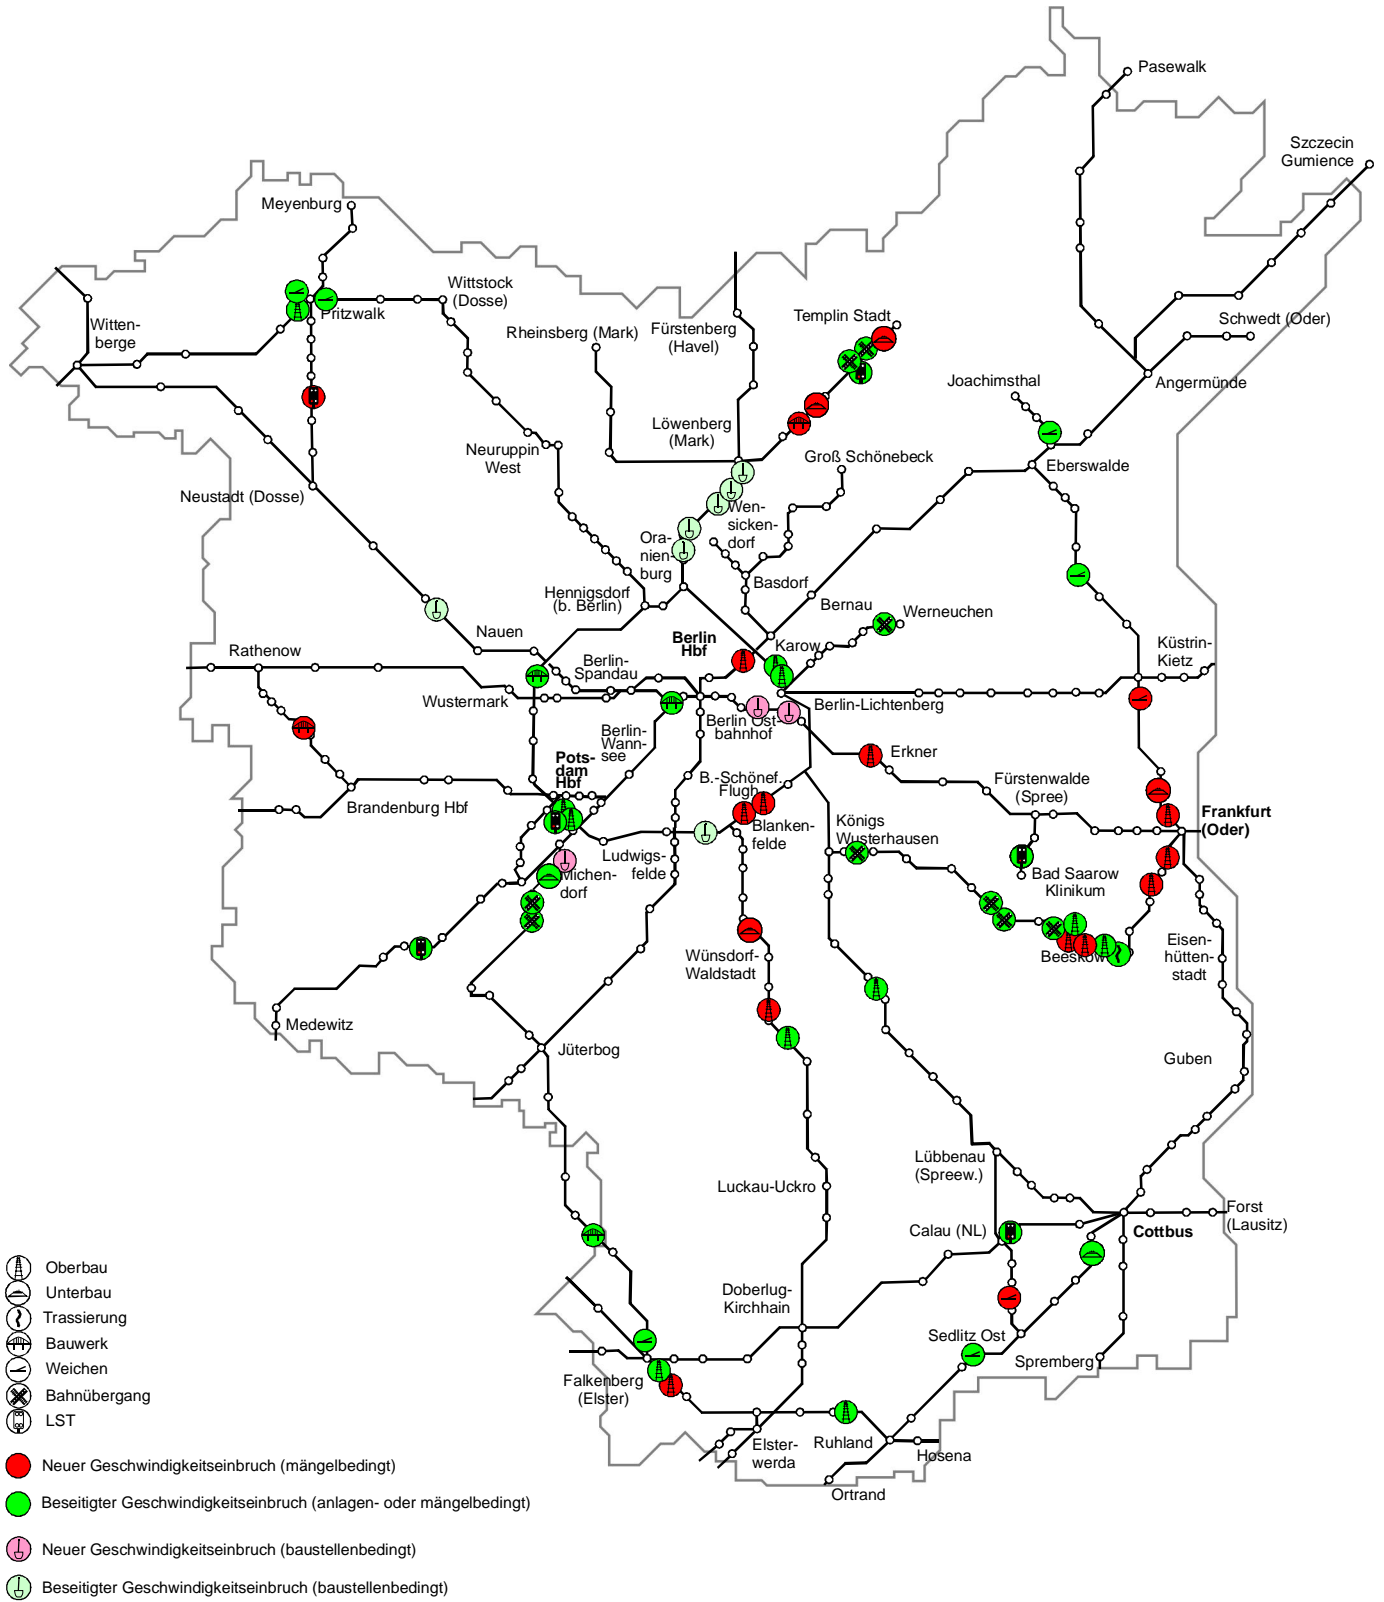 Pasewalk
Szczecin
Gumience
Meyenburg
Wittstock
(Dosse)
Pritzwalk
Witten-
berge
Rheinsberg (Mark)
Fürstenberg
(Havel)
Templin Stadt
Schwedt (Oder)
Joachimsthal
Angermünde
Löwenberg
(Mark)
Neuruppin
West
Groß Schönebeck
Eberswalde
Neustadt (Dosse)
Wen-
sicken-
dorf
Ora-
nien-
burg
Basdorf
Hennigsdorf
(b. Berlin)
Bernau
Werneuchen
Nauen
Berlin
Hbf
Karow
Küstrin-
Kietz
Rathenow
Berlin-
Spandau
Wustermark
Berlin-Lichtenberg
Berlin Ost-
bahnhof
Berlin-
Wann-
see
Erkner
Pots-
dam
Hbf
B.-Schönef.
Flugh.
Fürstenwalde
(Spree)
Brandenburg Hbf
Frankfurt
(Oder)
Blanken-
felde
Königs
Wusterhausen
Ludwigs-
felde
Michen-
dorf
Bad Saarow
Klinikum
Wünsdorf-
Waldstadt
Beeskow
Eisen-
hütten-
stadt
Medewitz
Jüterbog
Guben
Lübbenau
(Spreew.)
Luckau-Uckro
Calau (NL)
Forst
(Lausitz)
Cottbus
Doberlug-
Kirchhain
Sedlitz Ost
Spremberg
Falkenberg
(Elster)
Elster-
werda
Ruhland
Hosena
Ortrand
Oberbau
Unterbau
Trassierung
Bauwerk
Weichen
Bahnübergang
LST
Neuer Geschwindigkeitseinbruch (mängelbedingt)
Beseitigter Geschwindigkeitseinbruch (anlagen- oder mängelbedingt)
Neuer Geschwindigkeitseinbruch (baustellenbedingt)
Beseitigter Geschwindigkeitseinbruch (baustellenbedingt)